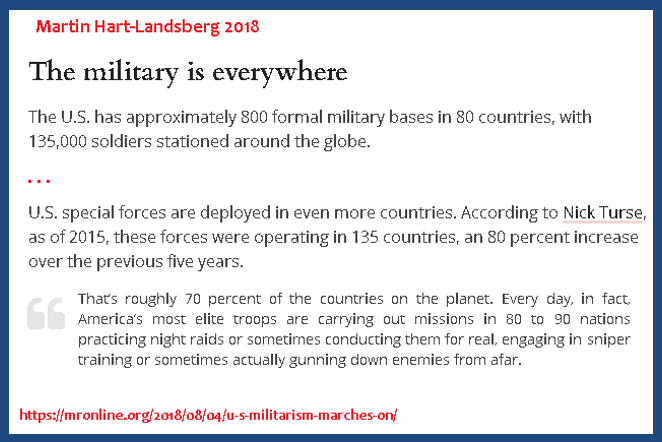 Martin Hart-Landsberg 2018
The military is everywhere
The U.S. has approximately 800 formal military bases in 80 countries, with
135,000 soldiers stationed around the globe.
...
U.S. special forces are deployed in even more countries. According to Nick Turse,
as of 2015, these forces were operating in 135 countries, an 80 percent increase
over the previous five years.
“
That’s roughly 70 percent of the countries on the planet. Every day, in fact,
America’s most elite troops are carrying out missions in 80 to 90 nations
practicing night raids or sometimes conducting them for real, engaging in sniper
training or sometimes actually gunning down enemies from afar.
https://mronline.org/2018/08/04/u-s-militarism-marches-on/